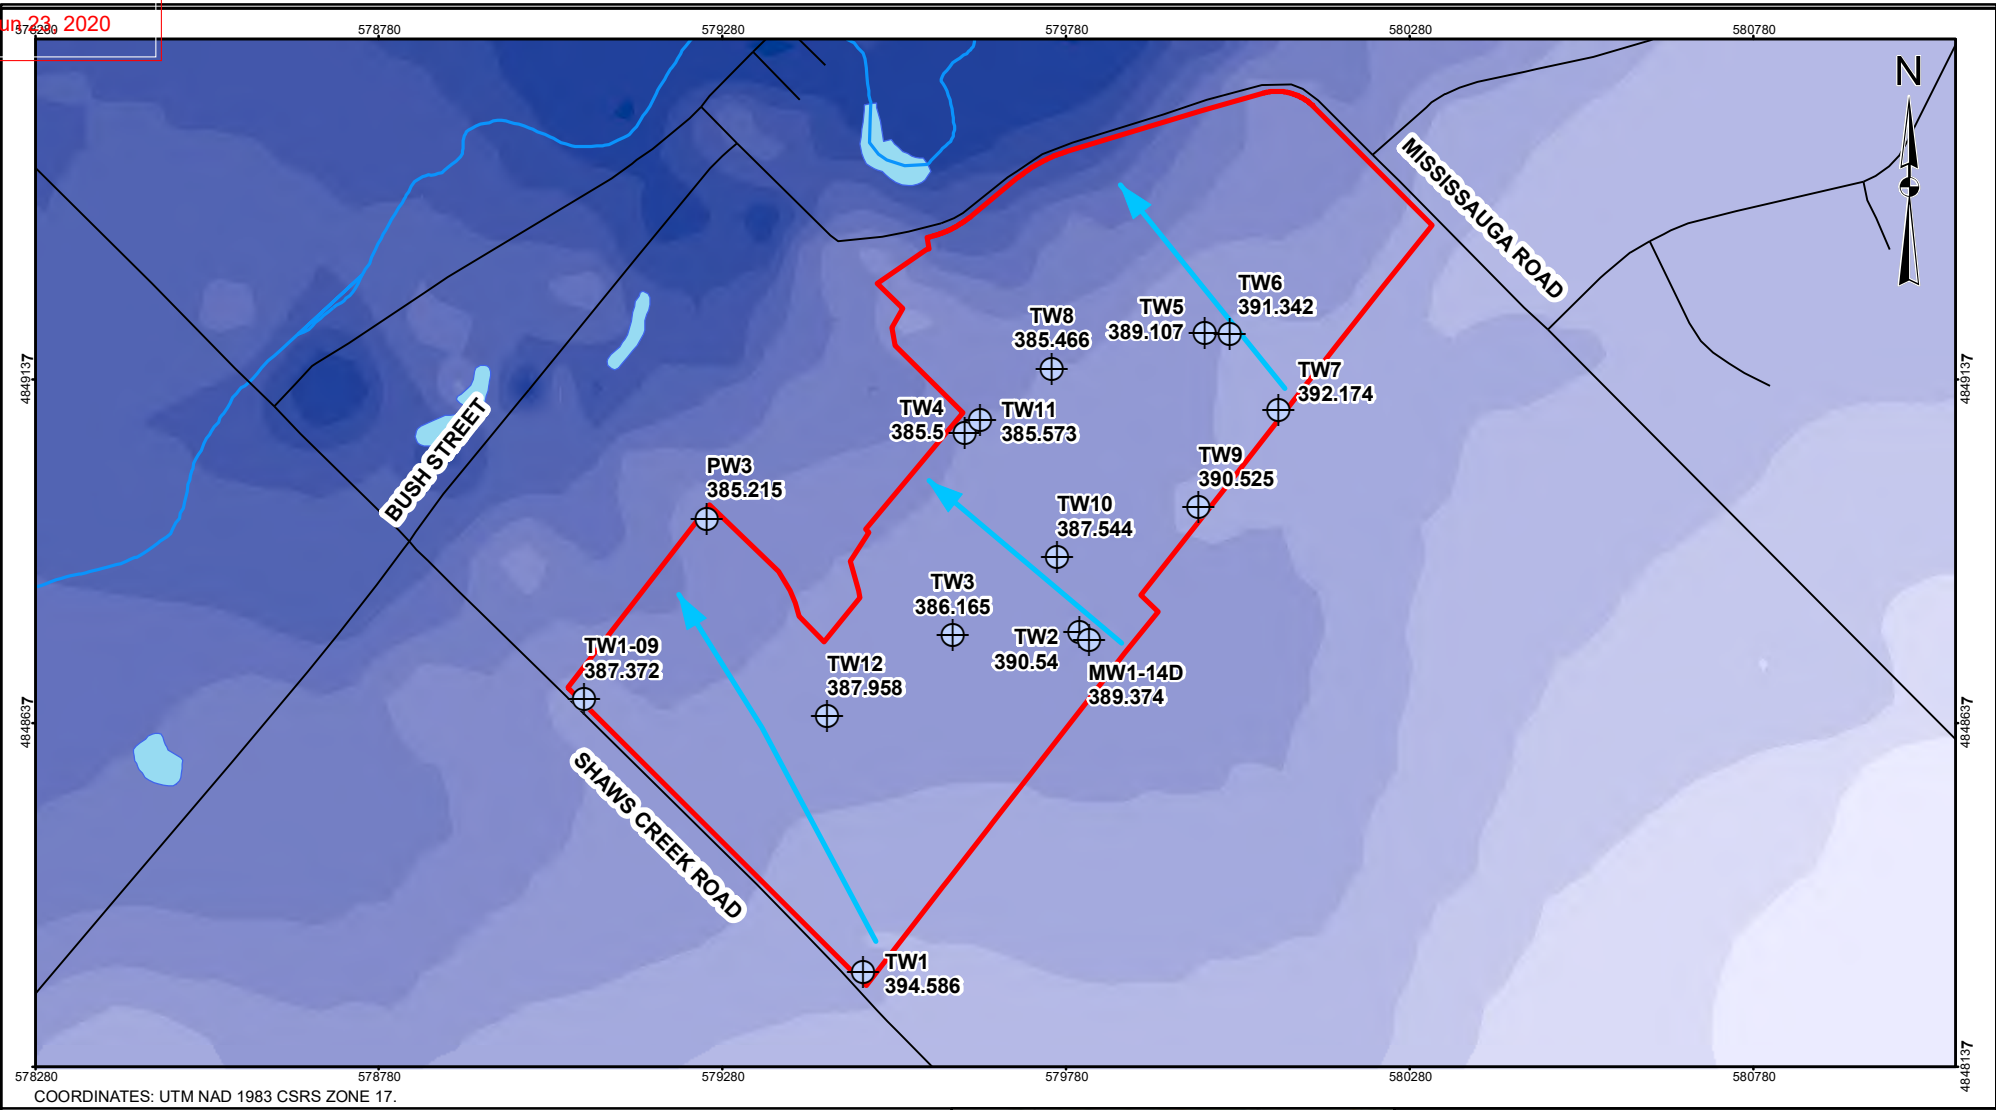 un 23, 2020
578280
578780
579280
579780
580280
580780
N
MISSISSAUGA ROAD
TW6
391.342
TW5
389.107
TW8
385.466
4849137
4849137
TW7
392.174
TW4
385.5
TW11
385.573
BUSH STREET
PW3
385.215
TW9
390.525
TW10
387.544
TW3
386.165
TW2
390.54
TW1-09
387.372
TW12
387.958
MW1-14D
389.374
4848637
4848637
SHAWS CREEK ROAD
TW1
394.586
4848137
578280
578780
579280
579780
580280
580780
COORDINATES: UTM NAD 1983 CSRS ZONE 17.